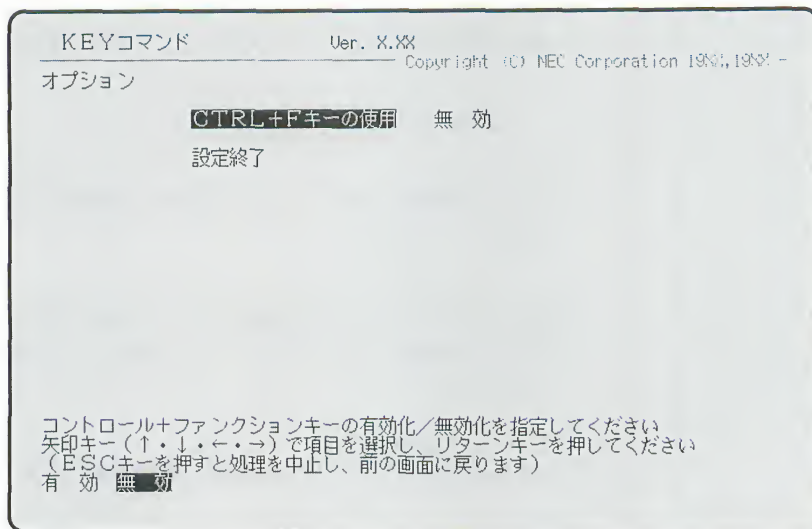 KEYコマンド Ver. X.XX
Copyright (C) NEC Corporation 19XX,19XX
オプション
CTRL+Fキーの使用 無 効
設定終了
コントロール+ファンクションキーの有効化/無効化を指定してください
矢印キー(↑・↓・←・→)で項目を選択し、リターンキーを押してください
(ESCキーを押すと処理を中止し、前の画面に戻ります)
有 効 無 効